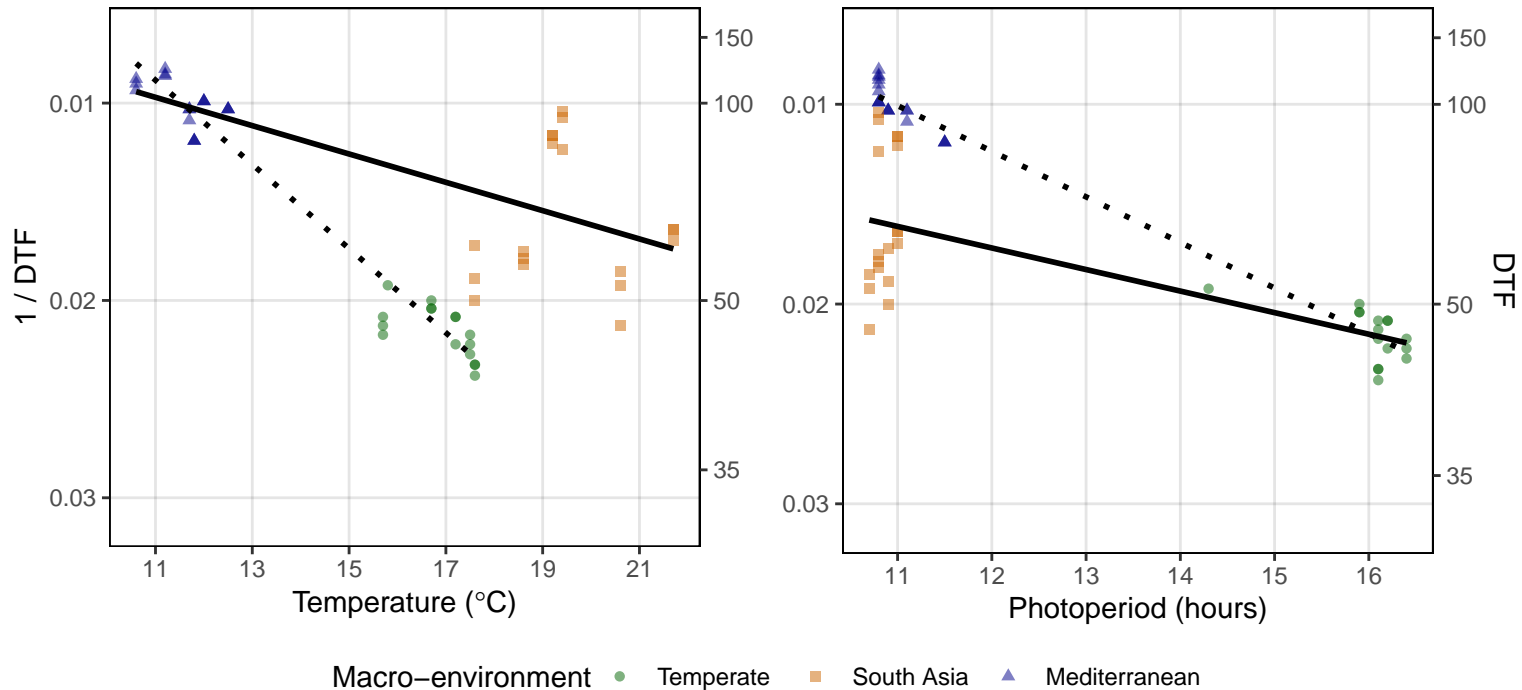 1 / DTF
0.01
0.02
0.03
150
100
50
35
11 13 15 17 19 21
Temperature (°C)
0.01
0.02
0.03
150
100
50
35
DTF
11 12 13 14 15 16
Photoperiod (hours)
Macro−environment Temperate South Asia Mediterranean